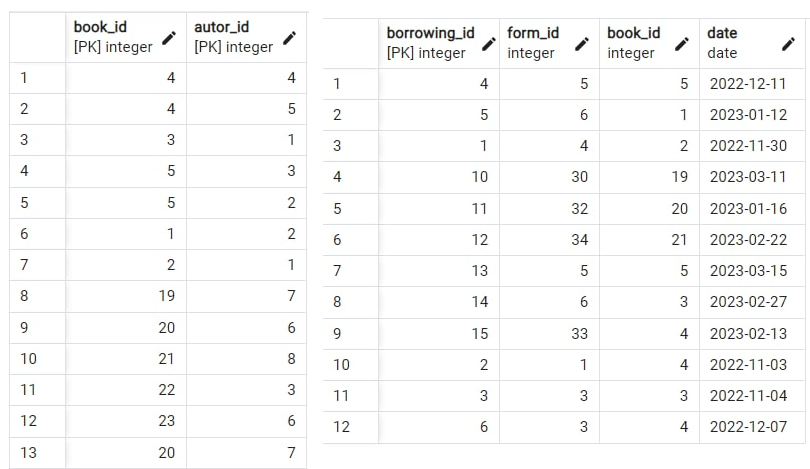 book_id autor_id
[PK] integer [PK] integer
1 4 4
2 4 5
3 3 1
4 5 3
5 5 2
6 1 2
7 2 1
8 19 7
9 20 6
10 21 8
11 22 3
12 23 6
13 20 7
borrowing_id form_id book_id date
[PK] integer integer integer date
1 4 5 5 2022-12-11
2 5 6 1 2023-01-12
3 1 4 2 2022-11-30
4 10 30 19 2023-03-11
5 11 32 20 2023-01-16
6 12 34 21 2023-02-22
7 13 5 5 2023-03-15
8 14 6 3 2023-02-27
9 15 33 4 2023-02-13
10 2 1 4 2022-11-03
11 3 3 3 2022-11-04
12 6 3 4 2022-12-07